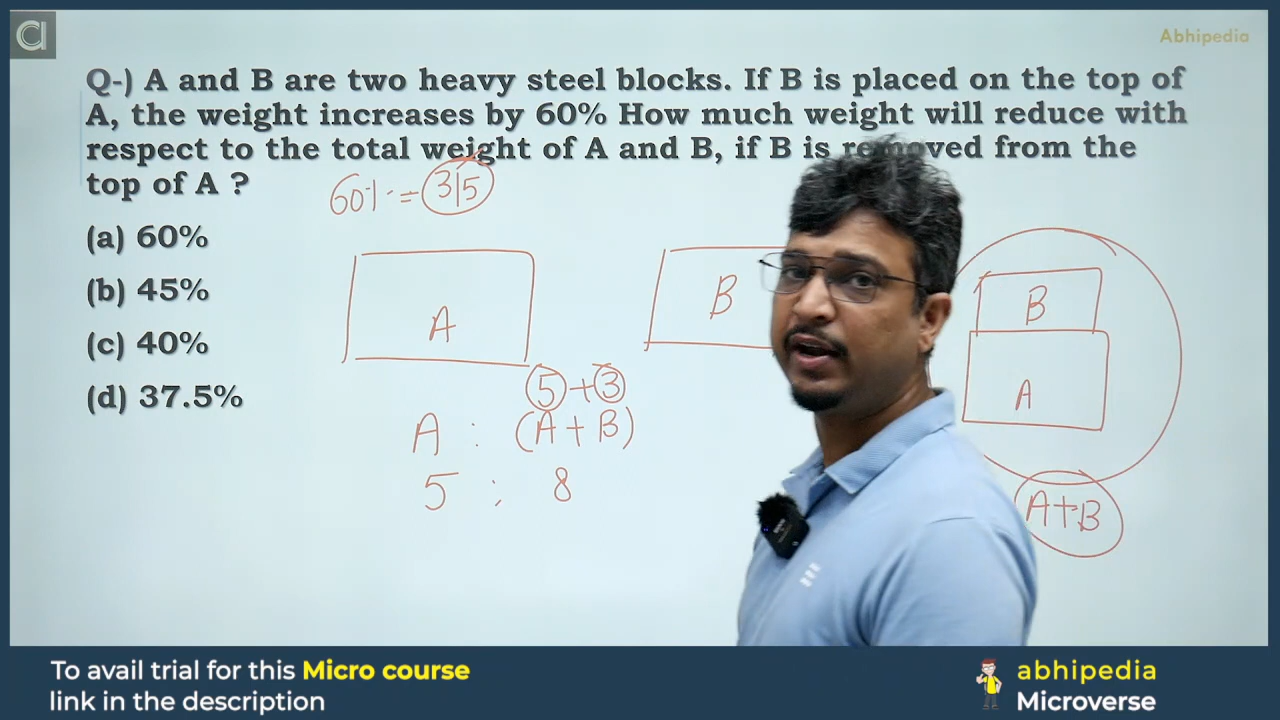 a
Abhipedia
Q-) A and B are two heavy steel blocks. If B is placed on the top of
A, the weight increases by 60% How much weight will reduce with
respect to the total weight of A and B, if B is removed from the
top of A ?
60% = 3/5
(a) 60%
(b) 45%
(c) 40%
(d) 37.5%
A
B
B
A
5 + 3
A : (A + B)
5 : 8
A+B
To avail trial for this Micro course
link in the description
abhipedia
Microverse